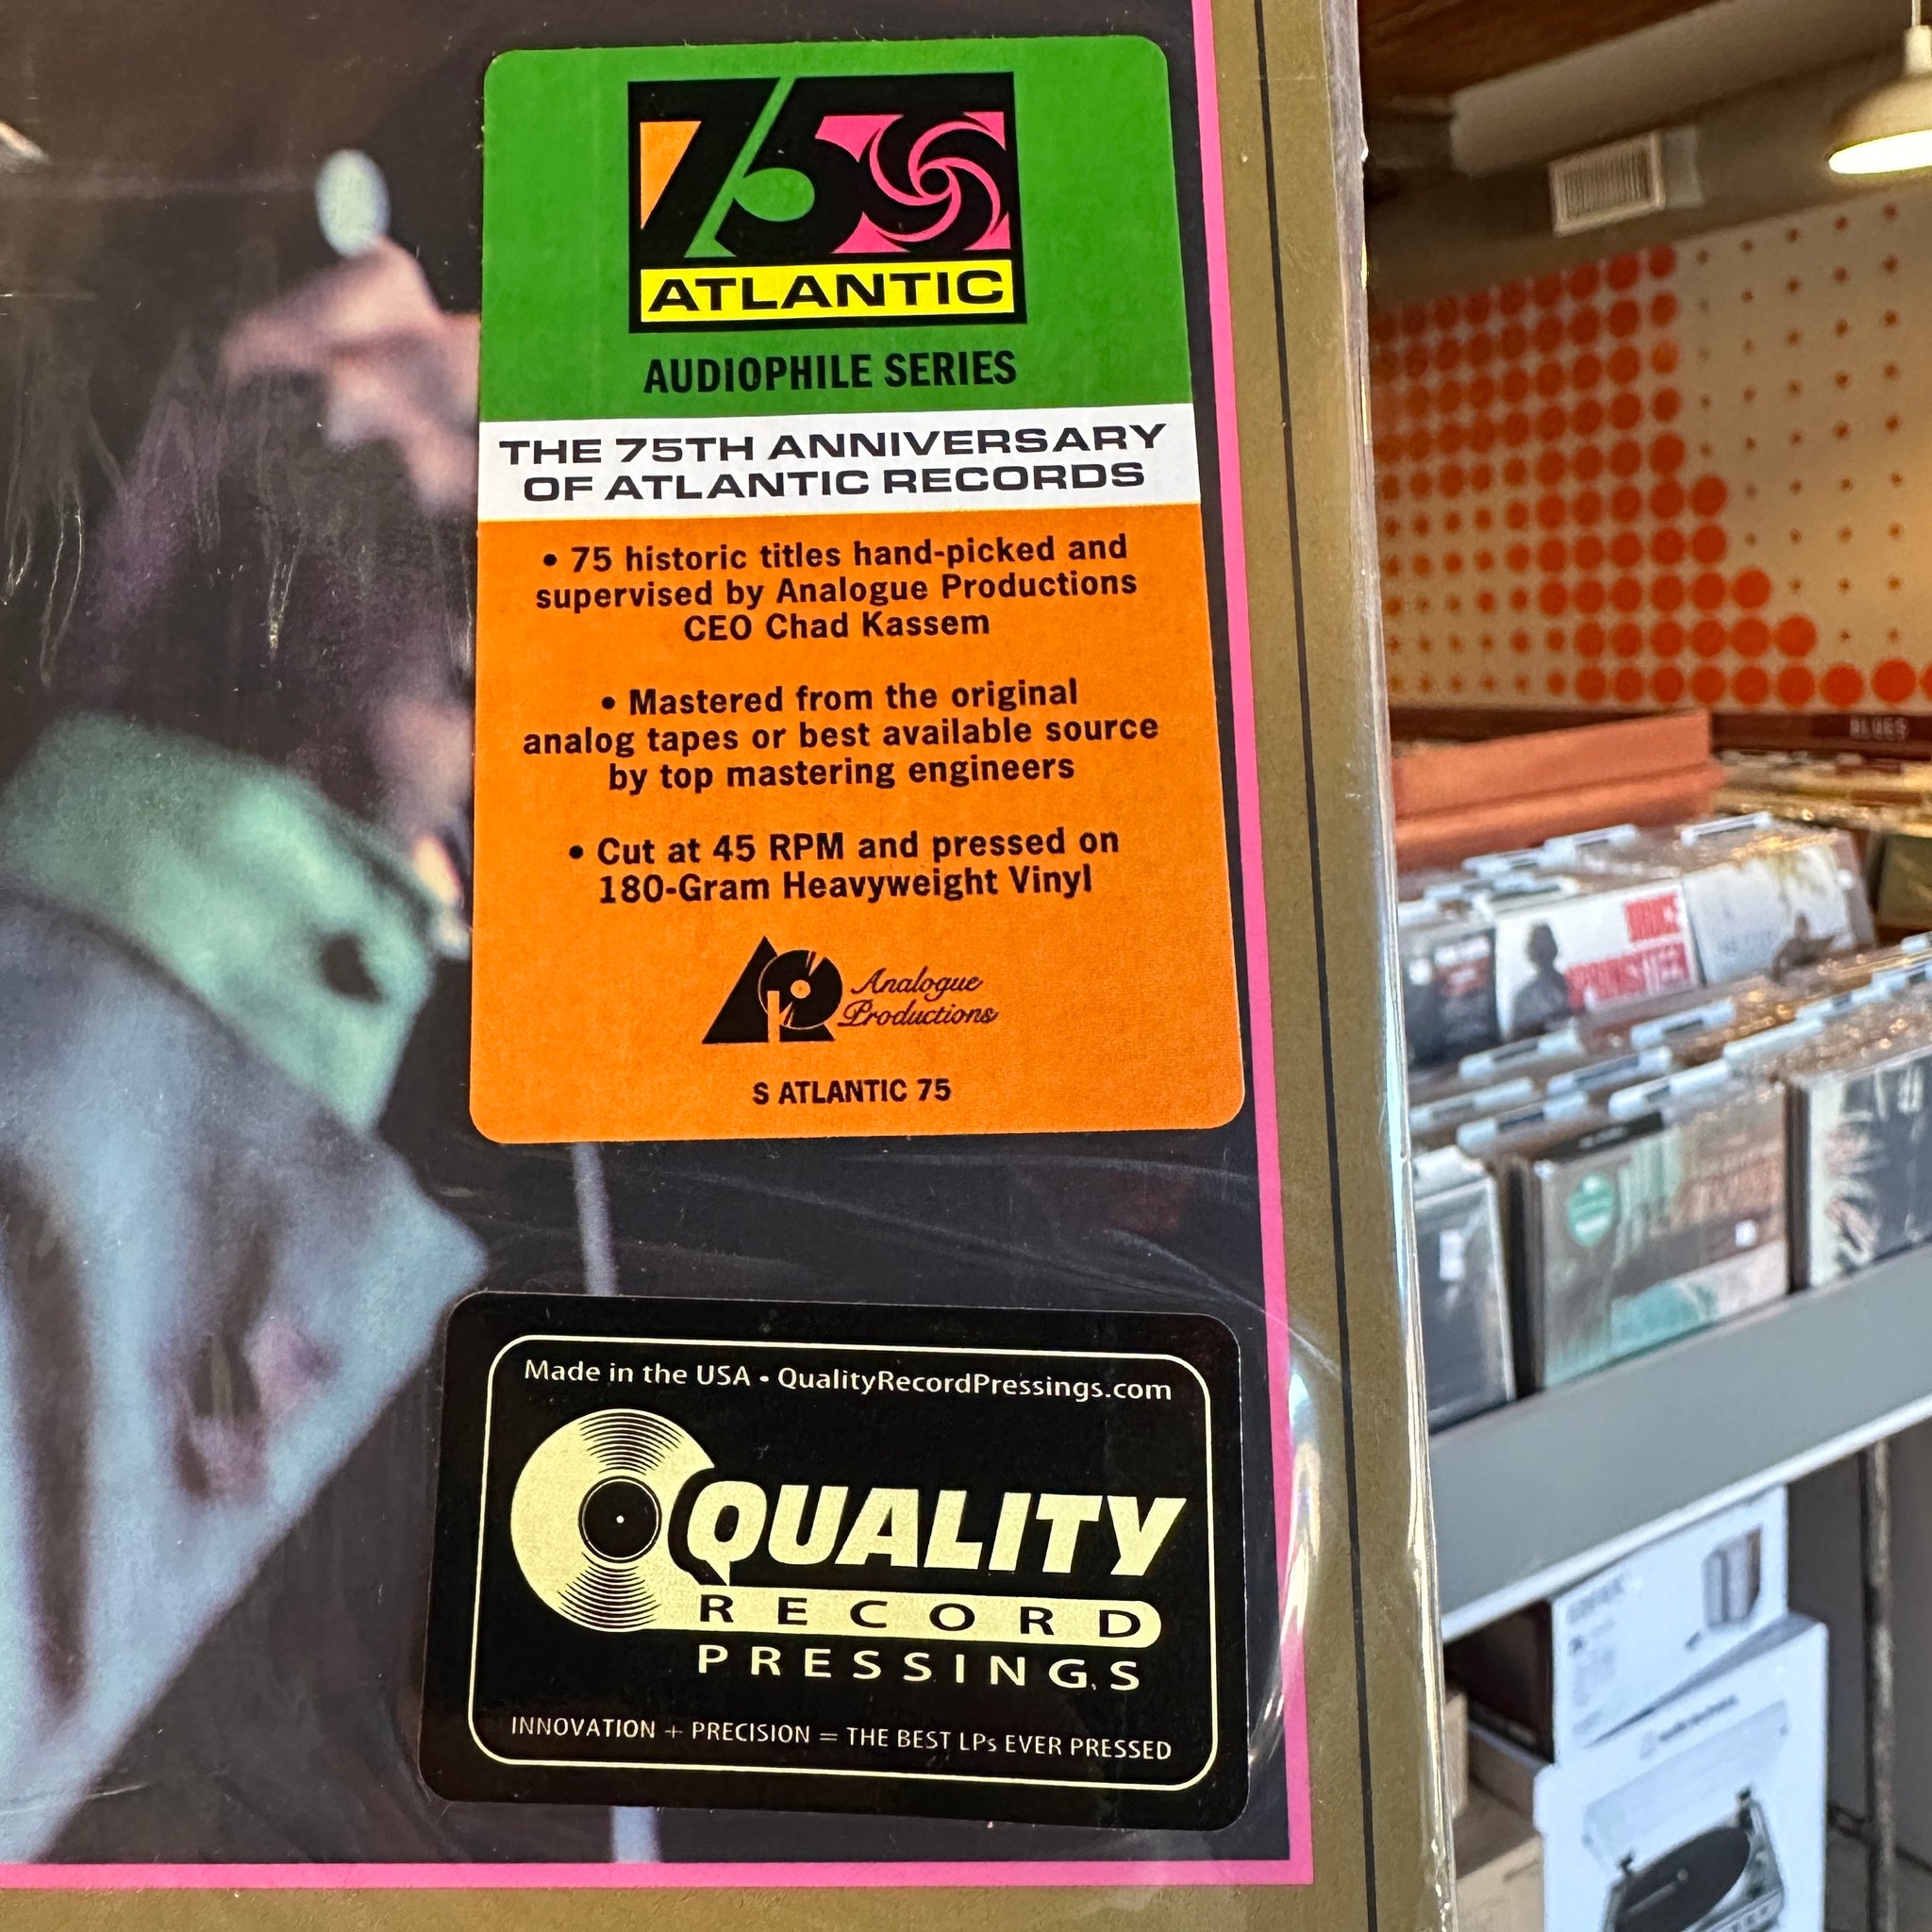 75
ATLANTIC
AUDIOPHILE SERIES
THE 75TH ANNIVERSARY
OF ATLANTIC RECORDS
• 75 historic titles hand-picked and
supervised by Analogue Productions
CEO Chad Kassem
• Mastered from the original
analog tapes or best available source
by top mastering engineers
• Cut at 45 RPM and pressed on
180-Gram Heavyweight Vinyl
Analogue
Productions
S ATLANTIC 75
Made in the USA • QualityRecordPressings.com
QUALITY
RECORD
PRESSINGS
INNOVATION + PRECISION = THE BEST LPs EVER PRESSED
BLUES
BRUCE